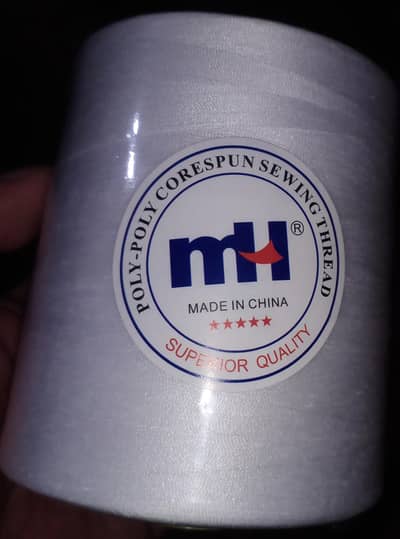 POLY-POLY CORESPUN SEWING THREAD
mH®
MADE IN CHINA
★★★★★
SUPERIOR QUALITY